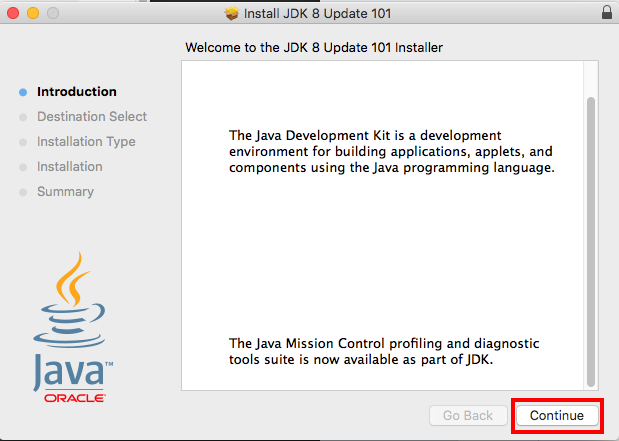 Install JDK 8 Update 101
Welcome to the JDK 8 Update 101 Installer
Introduction
Destination Select
Installation Type
Installation
Summary
The Java Development Kit is a development
environment for building applications, applets, and
components using the Java programming language.
The Java Mission Control profiling and diagnostic
tools suite is now available as part of JDK.
Java™
ORACLE
Go Back
Continue